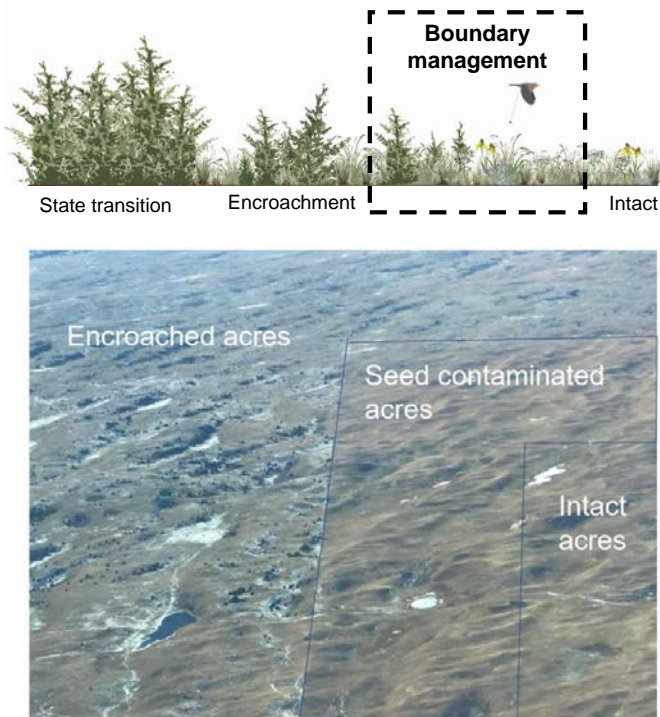 Boundary
management
State transition
Encroachment
Intact
Encroached acres
Seed contaminated
acres
Intact
acres